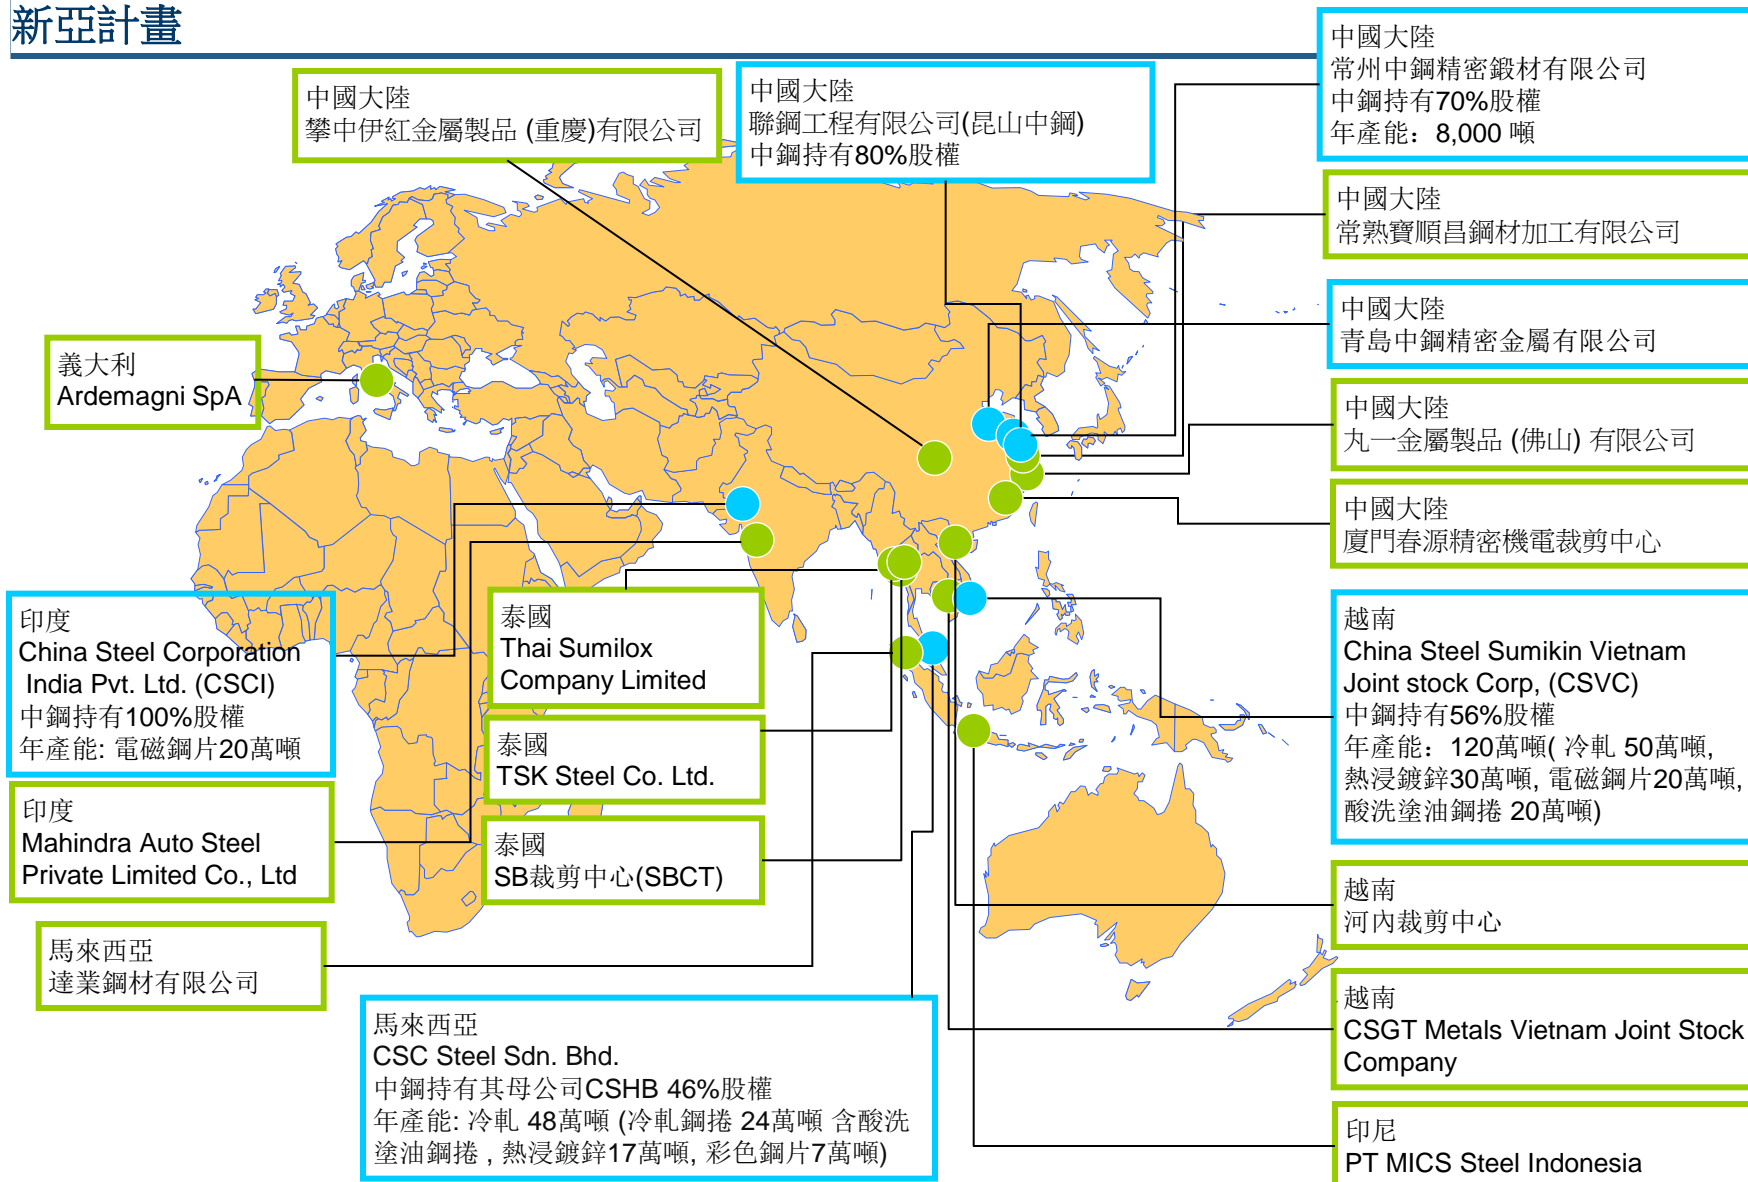 新亞計畫
中國大陸
攀中伊紅金屬製品 (重慶)有限公司
中國大陸
聯鋼工程有限公司(昆山中鋼)
中鋼持有80%股權
中國大陸
常州中鋼精密鍛材有限公司
中鋼持有70%股權
年產能：8,000 噸
中國大陸
常熟寶順昌鋼材加工有限公司
中國大陸
青島中鋼精密金屬有限公司
義大利
Ardemagni SpA
中國大陸
丸一金屬製品 (佛山) 有限公司
中國大陸
廈門春源精密機電裁剪中心
印度
China Steel Corporation
India Pvt. Ltd. (CSCI)
中鋼持有100%股權
年產能: 電磁鋼片20萬噸
泰國
Thai Sumilox
Company Limited
越南
China Steel Sumikin Vietnam
Joint stock Corp, (CSVC)
中鋼持有56%股權
年產能：120萬噸( 冷軋 50萬噸,
熱浸鍍鋅30萬噸, 電磁鋼片20萬噸,
酸洗塗油鋼捲 20萬噸)
泰國
TSK Steel Co. Ltd.
印度
Mahindra Auto Steel
Private Limited Co., Ltd
泰國
SB裁剪中心(SBCT)
越南
河內裁剪中心
馬來西亞
達業鋼材有限公司
越南
CSGT Metals Vietnam Joint Stock
Company
馬來西亞
CSC Steel Sdn. Bhd.
中鋼持有其母公司CSHB 46%股權
年產能: 冷軋 48萬噸 (冷軋鋼捲 24萬噸 含酸洗
塗油鋼捲 , 熱浸鍍鋅17萬噸, 彩色鋼片7萬噸)
印尼
PT MICS Steel Indonesia